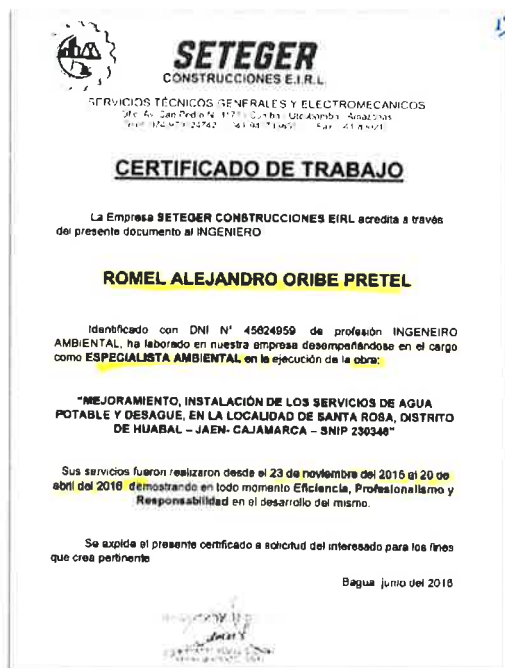 SETEGER
CONSTRUCCIONES E.I.R.L.
SERVICIOS TÉCNICOS GENERALES Y ELECTROMECANICOS
CERTIFICADO DE TRABAJO
La Empresa SETEGER CONSTRUCCIONES EIRL acredita a través
del presente documento al INGENIERO
ROMEL ALEJANDRO ORIBE PRETEL
Identificado con DNI N° 45624959 de profesión INGENEIRO
AMBIENTAL, ha laborado en nuestra empresa desempeñándose en el cargo
como ESPECIALISTA AMBIENTAL en la ejecución de la obra:
"MEJORAMIENTO, INSTALACIÓN DE LOS SERVICIOS DE AGUA
POTABLE Y DESAGUE, EN LA LOCALIDAD DE SANTA ROSA, DISTRITO
DE HUABAL – JAEN- CAJAMARCA – SNIP 230346"
Sus servicios fueron realizaron desde el 23 de noviembre del 2015 al 20 de
abril del 2016 demostrando en todo momento Eficiencia, Profesionalismo y
Responsabilidad en el desarrollo del mismo.
Se expide el presente certificado a solicitud del interesado para los fines
que crea pertinente
Bagua junio del 2016